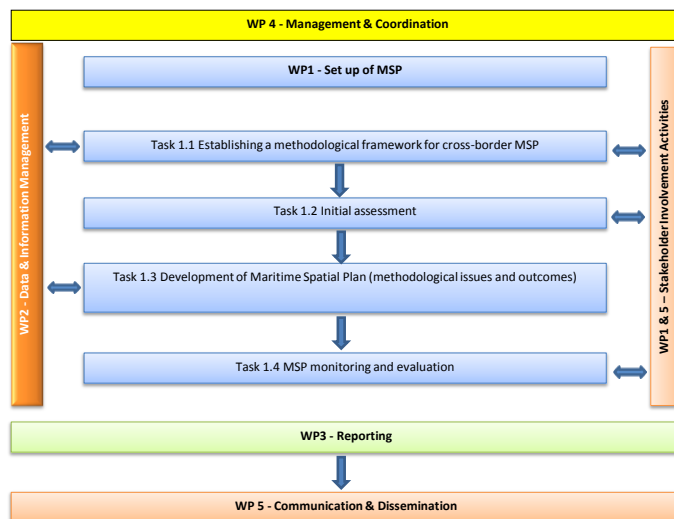 WP 4 - Management & Coordination
WP1 - Set up of MSP
WP2 - Data & Information Management
Task 1.1 Establishing a methodological framework for cross-border MSP
WP1 & 5 – Stakeholder Involvement Activities
Task 1.2 Initial assessment
Task 1.3 Development of Maritime Spatial Plan (methodological issues and outcomes)
Task 1.4 MSP monitoring and evaluation
WP3 - Reporting
WP 5 - Communication & Dissemination